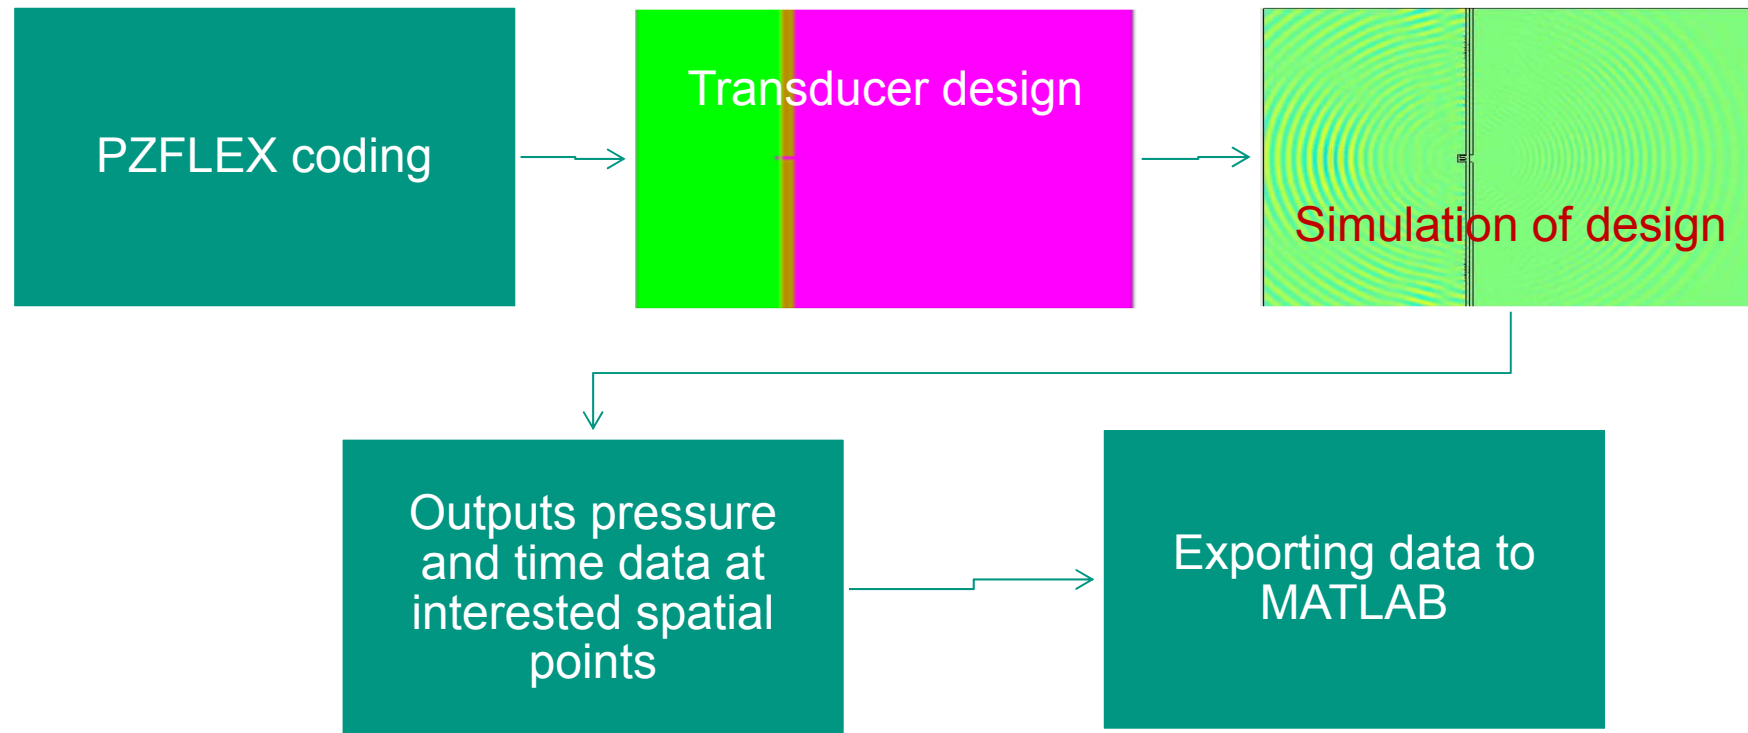 PZFLEX coding
Transducer design
Simulation of design
Outputs pressure
and time data at
interested spatial
points
Exporting data to
MATLAB